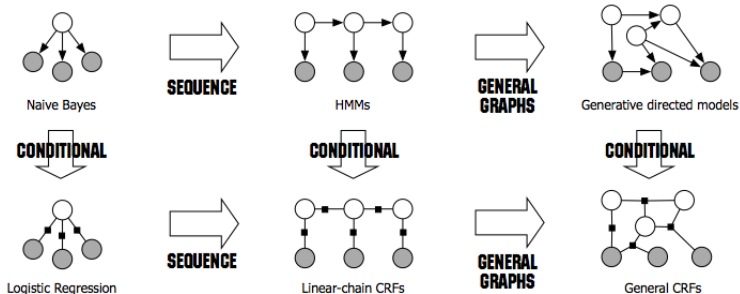 SEQUENCE
GENERAL
GRAPHS
Naive Bayes
HMMs
Generative directed models
CONDITIONAL
CONDITIONAL
CONDITIONAL
SEQUENCE
GENERAL
GRAPHS
Logistic Regression
Linear-chain CRFs
General CRFs